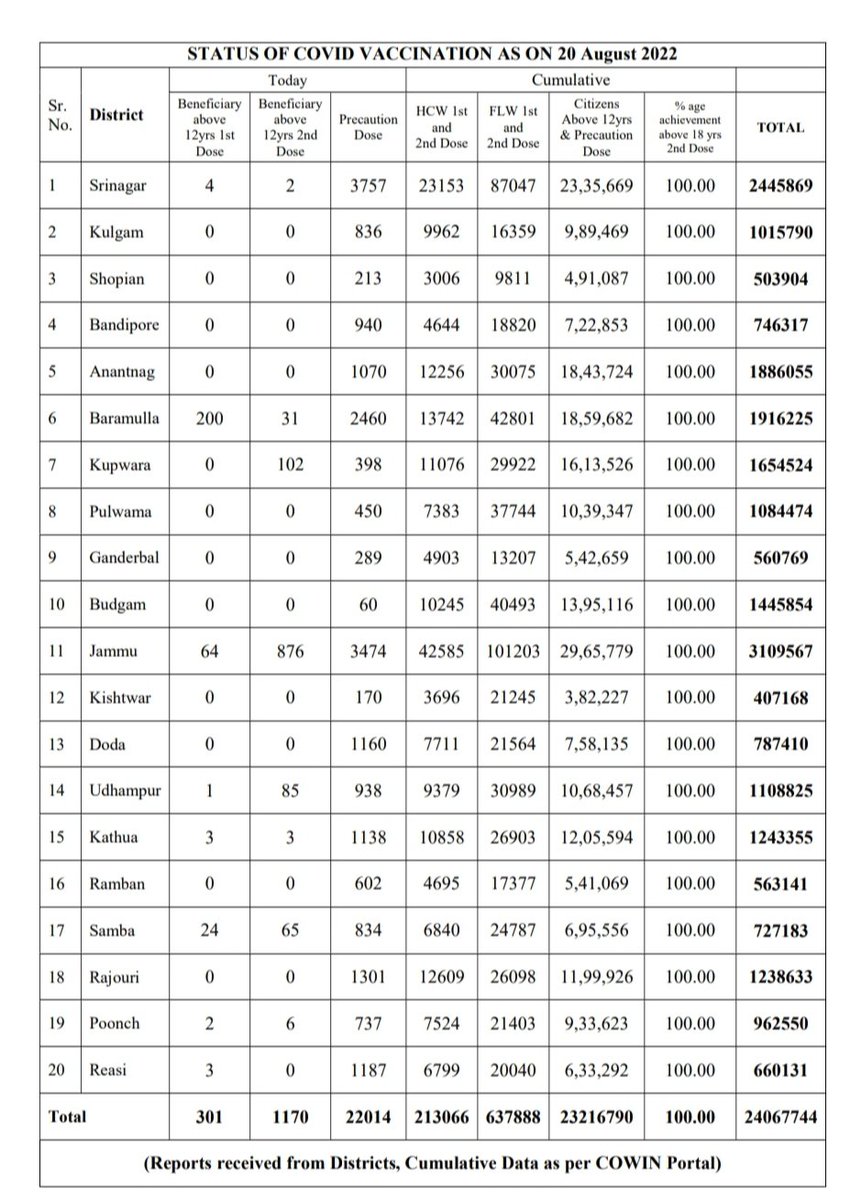 STATUS OF COVID VACCINATION AS ON 20 August 2022
Sr. No. District Today Cumulative
Beneficiary above 12yrs 1st Dose Beneficiary above 12yrs 2nd Dose Precaution Dose HCW 1st and 2nd Dose FLW 1st and 2nd Dose Citizens Above 12yrs & Precaution Dose % age achievement above 18 yrs 2nd Dose TOTAL
1 Srinagar 4 2 3757 23153 87047 23,35,669 100.00 2445869
2 Kulgam 0 0 836 9962 16359 9,89,469 100.00 1015790
3 Shopian 0 0 213 3006 9811 4,91,087 100.00 503904
4 Bandipore 0 0 940 4644 18820 7,22,853 100.00 746317
5 Anantnag 0 0 1070 12256 30075 18,43,724 100.00 1886055
6 Baramulla 200 31 2460 13742 42801 18,59,682 100.00 1916225
7 Kupwara 0 102 398 11076 29922 16,13,526 100.00 1654524
8 Pulwama 0 0 450 7383 37744 10,39,347 100.00 1084474
9 Ganderbal 0 0 289 4903 13207 5,42,659 100.00 560769
10 Budgam 0 0 60 10245 40493 13,95,116 100.00 1445854
11 Jammu 64 876 3474 42585 101203 29,65,779 100.00 3109567
12 Kishtwar 0 0 170 3696 21245 3,82,227 100.00 407168
13 Doda 0 0 1160 7711 21564 7,58,135 100.00 787410
14 Udhampur 1 85 938 9379 30989 10,68,457 100.00 1108825
15 Kathua 3 3 1138 10858 26903 12,05,594 100.00 1243355
16 Ramban 0 0 602 4695 17377 5,41,069 100.00 563141
17 Samba 24 65 834 6840 24787 6,95,556 100.00 727183
18 Rajouri 0 0 1301 12609 26098 11,99,926 100.00 1238633
19 Poonch 2 6 737 7524 21403 9,33,623 100.00 962550
20 Reasi 3 0 1187 6799 20040 6,33,292 100.00 660131
Total 301 1170 22014 213066 637888 23216790 100.00 24067744
(Reports received from Districts, Cumulative Data as per COWIN Portal)